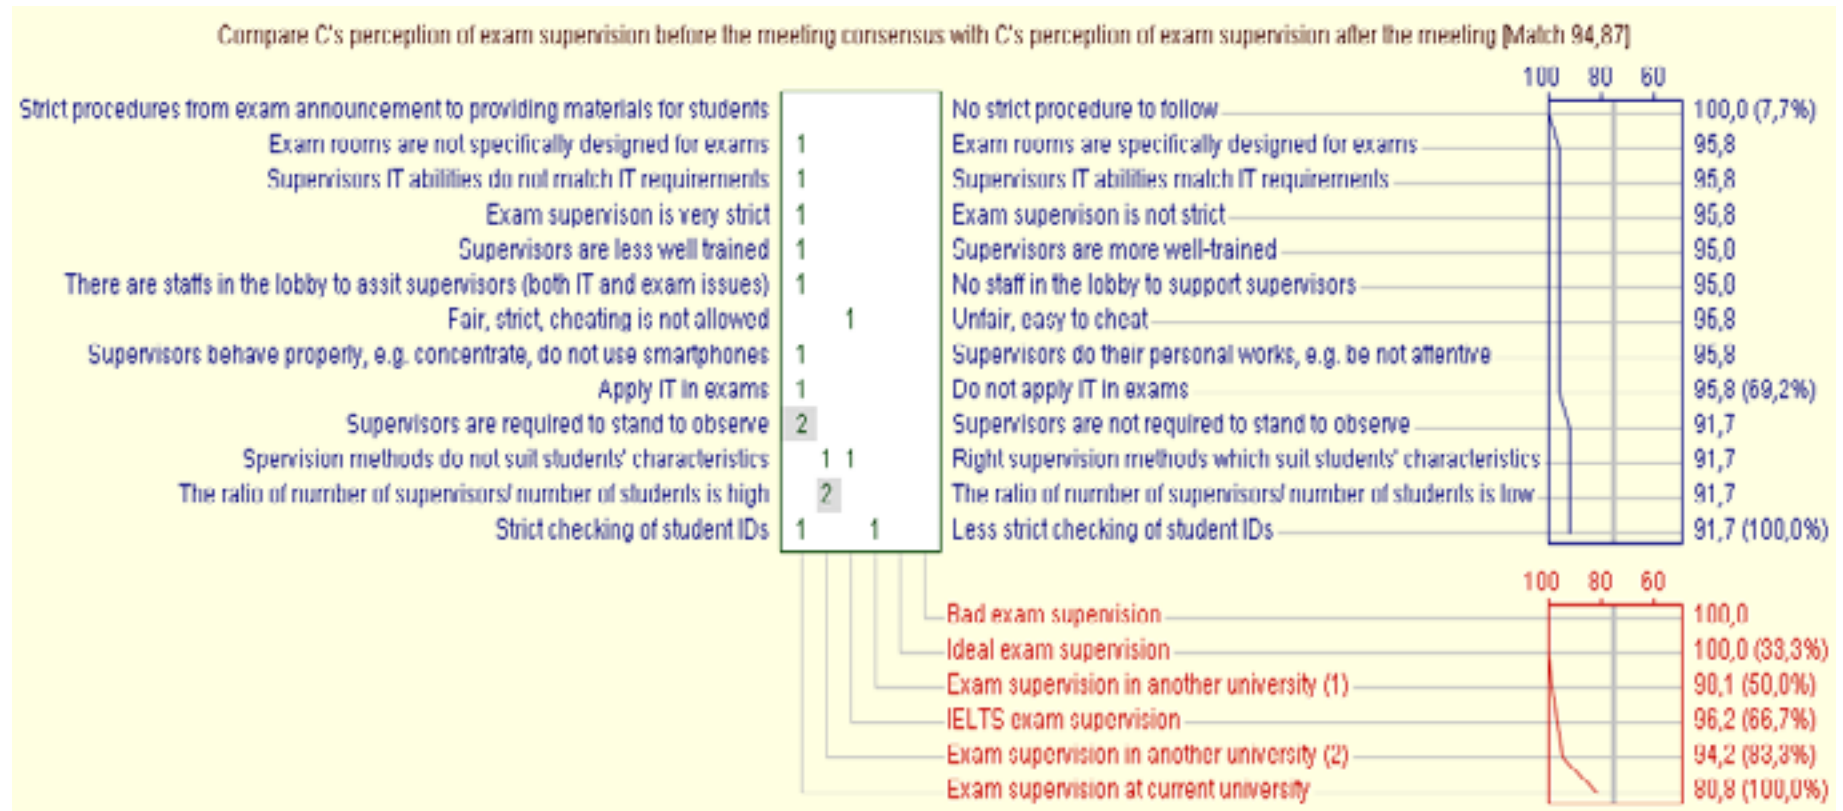 Compare C's perception of exam supervision before the meeting consensus with C's perception of exam supervision after the meeting [Match 94,87]
100 80 60
Strict procedures from exam announcement to providing materials for students No strict procedure to follow 100,0 (7,7%)
Exam rooms are not specifically designed for exams 1 Exam rooms are specifically designed for exams 95,8
Supervisors IT abilities do not match IT requirements 1 Supervisors IT abilities match IT requirements 95,8
Exam supervison is very strict 1 Exam supervison is not strict 95,8
Supervisors are less well trained 1 Supervisors are more well-trained 95,0
There are staffs in the lobby to assit supervisors (both IT and exam issues) 1 No staff in the lobby to support supervisors 95,0
Fair, strict, cheating is not allowed 1 Unfair, easy to cheat 95,8
Supervisors behave properly, e.g. concentrate, do not use smartphones 1 Supervisors do their personal works, e.g. be not attentive 95,8
Apply IT in exams 1 Do not apply IT in exams 95,8 (69,2%)
Supervisors are required to stand to observe 2 Supervisors are not required to stand to observe 91,7
Spervision methods do not suit students' characteristics 1 1 Right supervision methods which suit students' characteristics 91,7
The ratio of number of supervisors/ number of students is high 2 The ratio of number of supervisors/ number of students is low 91,7
Strict checking of student IDs 1 1 Less strict checking of student IDs 91,7 (100,0%)
100 80 60
Bad exam supervision 100,0
Ideal exam supervision 100,0 (33,3%)
Exam supervision in another university (1) 90,1 (50,0%)
IELTS exam supervision 96,2 (66,7%)
Exam supervision in another university (2) 94,2 (83,3%)
Exam supervision at current university 80,8 (100,0%)